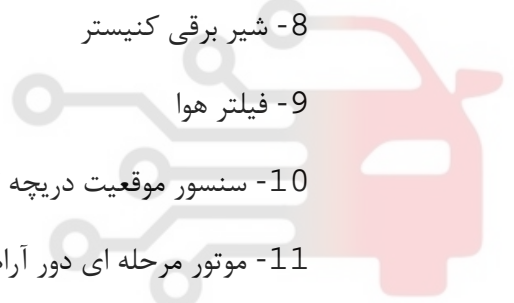 8- شیر برقی کنیستر
9- فیلتر هوا
10- سنسور موقعیت دریچه
11- موتور مرحله ای دور